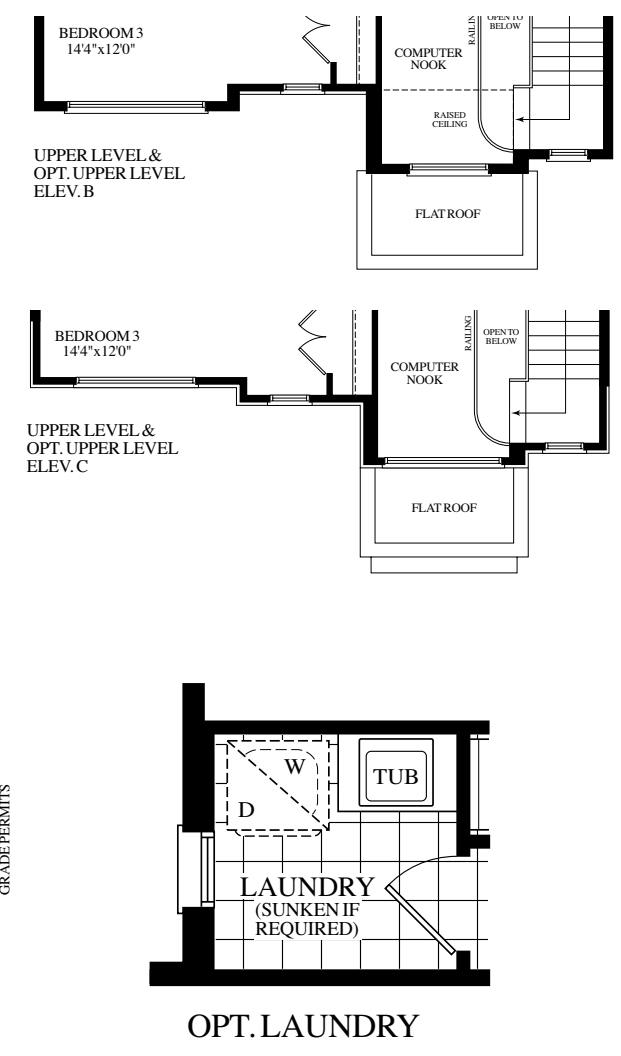 BEDROOM 3
14'4"x12'0"
COMPUTER
NOOK
RAILIN
OPEN TO
BELOW
RAISED
CEILING
UPPER LEVEL &
OPT. UPPER LEVEL
ELEV. B
FLAT ROOF
BEDROOM 3
14'4"x12'0"
COMPUTER
NOOK
RAILING
OPEN TO
BELOW
UPPER LEVEL &
OPT. UPPER LEVEL
ELEV. C
FLAT ROOF
GRADE PERMITS
W
D
TUB
LAUNDRY
(SUNKEN IF
REQUIRED)
OPT. LAUNDRY